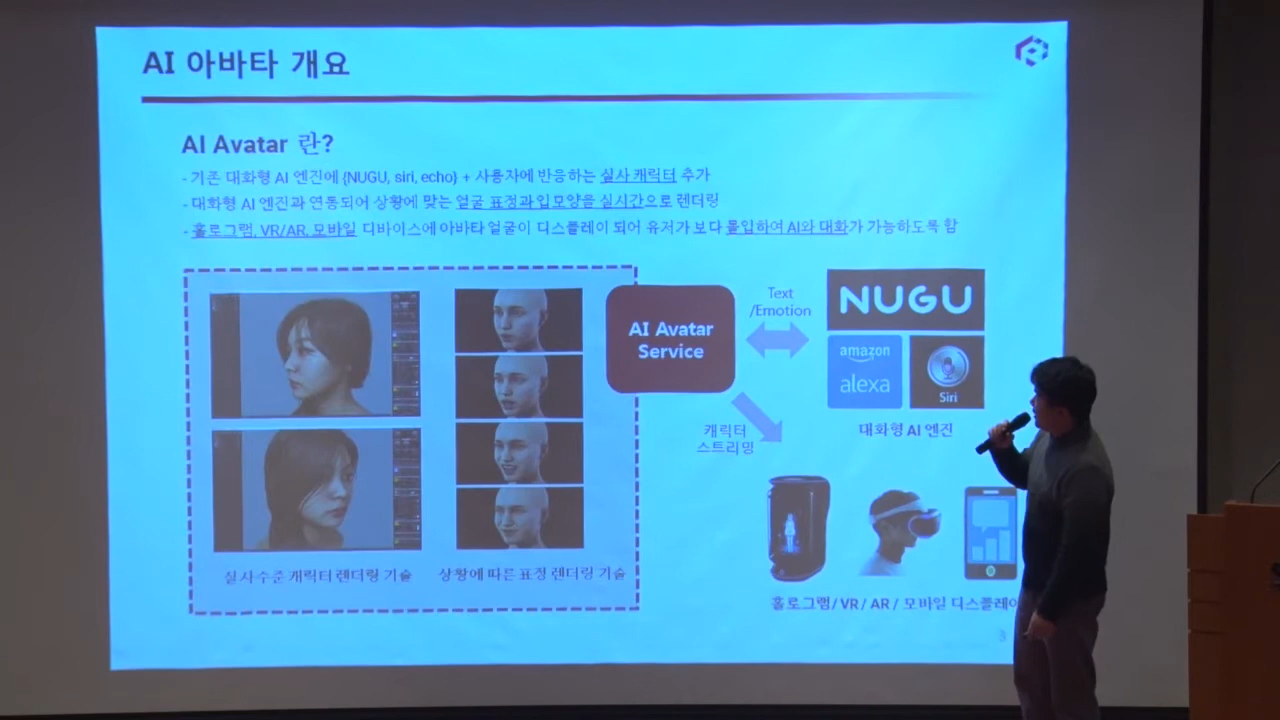 AI 아바타 개요
AI Avatar 란?
- 기존 대화형 AI 엔진에 {NUGU, siri, echo} + 사용자에 반응하는 실사 캐릭터 추가
- 대화형 AI 엔진과 연동되어 상황에 맞는 얼굴 표정과 입모양을 실시간으로 렌더링
- 홀로그램, VR/AR, 모바일 디바이스에 아바타 얼굴이 디스플레이 되어 유저가 보다 몰입하여 AI와 대화가 가능하도록 함
AI Avatar
Service
Text
/Emotion
NUGU
amazon
alexa
Siri
대화형 AI 엔진
캐릭터
스트리밍
실사수준 캐릭터 렌더링 기술
상황에 따른 표정 렌더링 기술
홀로그램/ VR / AR / 모바일 디스플레이
3